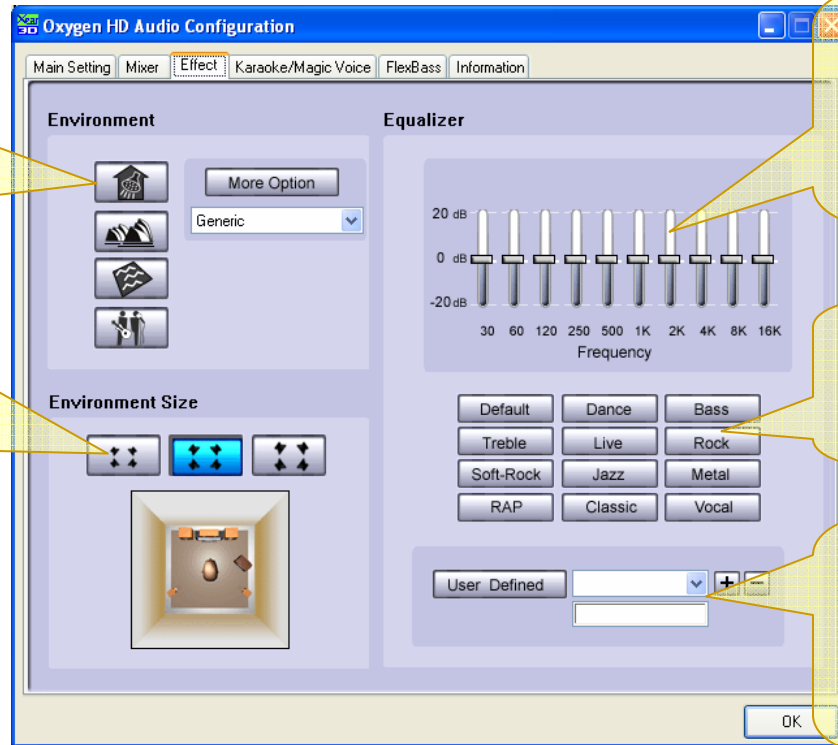 Xear
3D Oxygen HD Audio Configuration
Main Setting Mixer Effect Karaoke/Magic Voice FlexBass Information
Environment
More Option
Generic
Environment Size
Equalizer
20 dB
0 dB
-20 dB
30 60 120 250 500 1K 2K 4K 8K 16K
Frequency
Default Dance Bass
Treble Live Rock
Soft-Rock Jazz Metal
RAP Classic Vocal
User Defined
OK